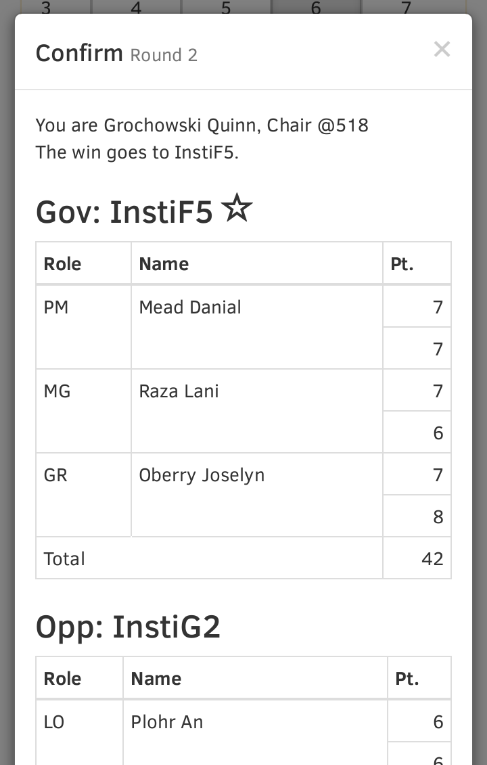 3 4 5 6 7
Confirm Round 2 ×
You are Grochowski Quinn, Chair @518
The win goes to InstiF5.
Gov: InstiF5 ☆
Role Name Pt.
PM Mead Danial 7
7
MG Raza Lani 7
6
GR Oberry Joselyn 7
8
Total 42
Opp: InstiG2
Role Name Pt.
LO Plohr An 6
6